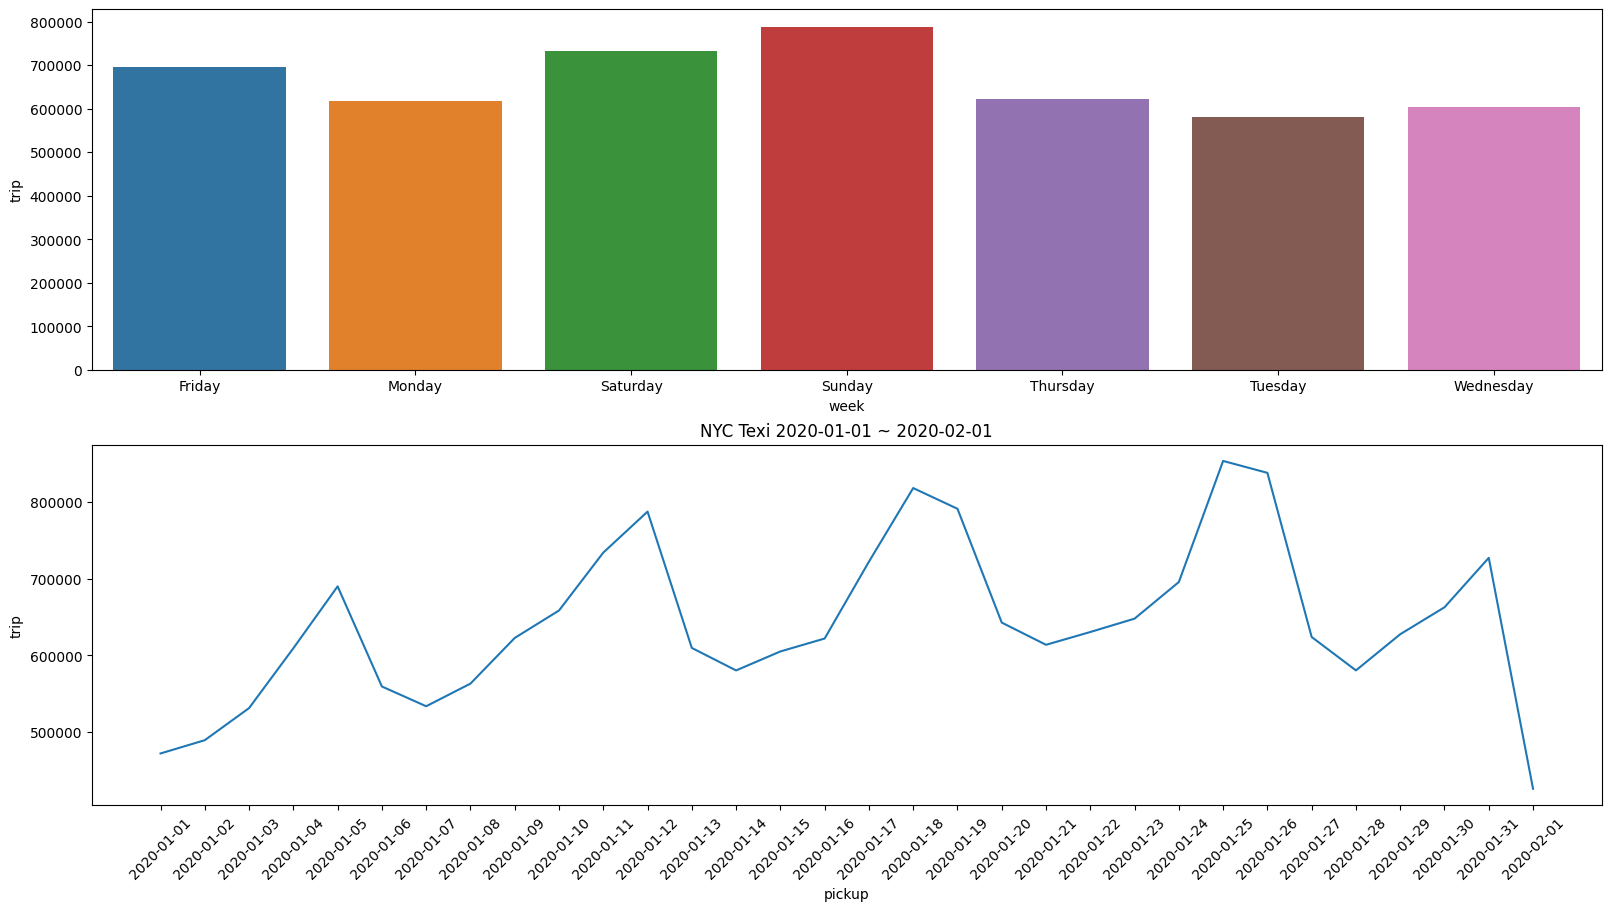 800000
700000
600000
500000
400000
300000
200000
100000
0
trip
Friday Monday Saturday Sunday Thursday Tuesday Wednesday
week
NYC Texi 2020-01-01 ~ 2020-02-01
800000
700000
600000
500000
trip
2020-01-01 2020-01-02 2020-01-03 2020-01-04 2020-01-05 2020-01-06 2020-01-07 2020-01-08 2020-01-09 2020-01-10 2020-01-11 2020-01-12 2020-01-13 2020-01-14 2020-01-15 2020-01-16 2020-01-17 2020-01-18 2020-01-19 2020-01-20 2020-01-21 2020-01-22 2020-01-23 2020-01-24 2020-01-25 2020-01-26 2020-01-27 2020-01-28 2020-01-29 2020-01-30 2020-01-31 2020-02-01
pickup